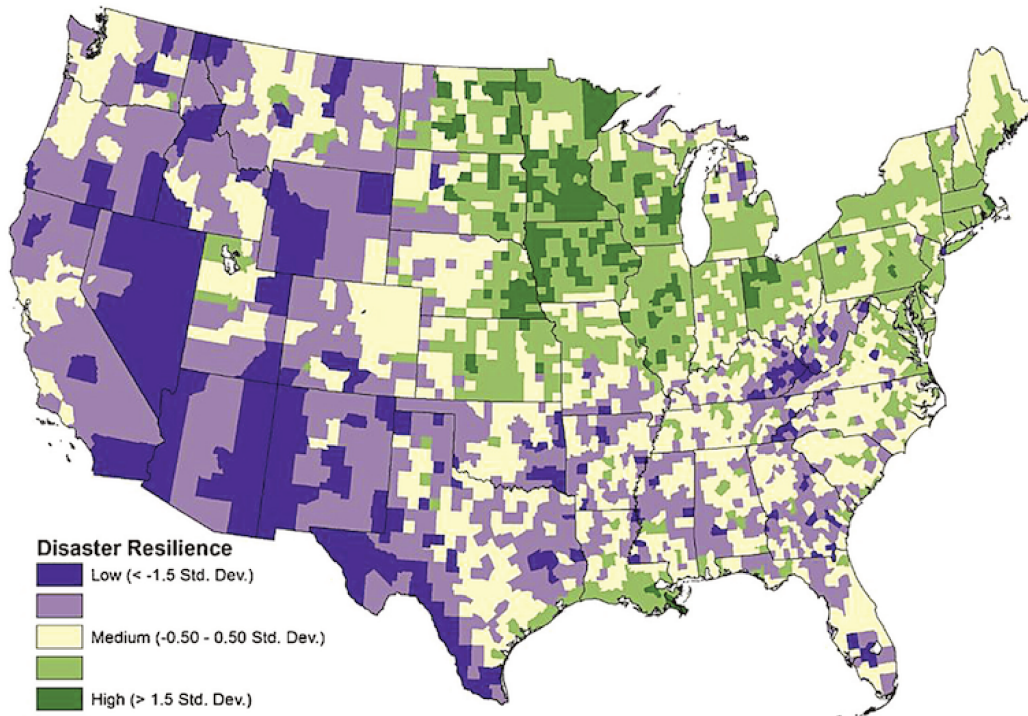 Disaster Resilience
Low (< -1.5 Std. Dev.)
Medium (-0.50 - 0.50 Std. Dev.)
High (> 1.5 Std. Dev.)